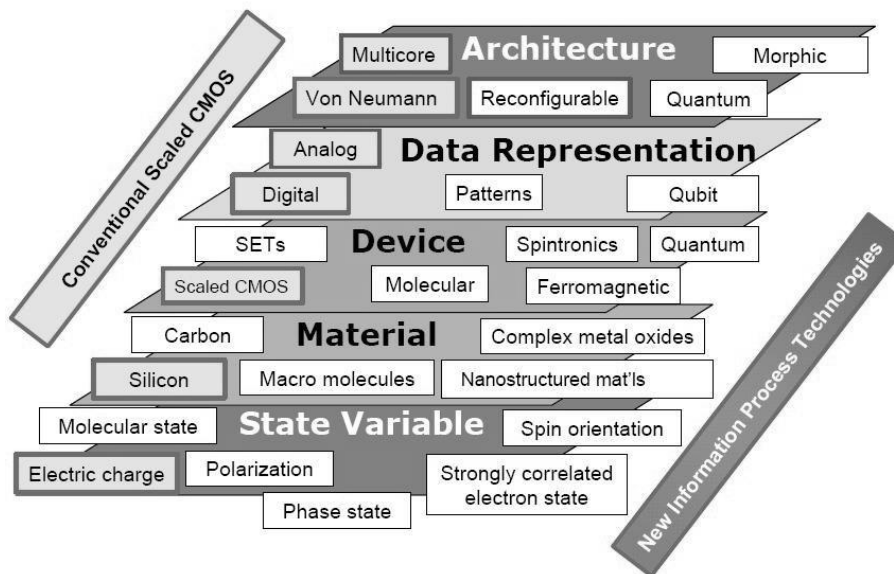 Conventional Scaled CMOS
Multicore
Architecture
Morphic
Von Neumann
Reconfigurable
Quantum
Analog
Data Representation
Digital
Patterns
Qubit
SETs
Device
Spintronics
Quantum
Scaled CMOS
Molecular
Ferromagnetic
Carbon
Material
Complex metal oxides
Silicon
Macro molecules
Nanostructured mat'ls
Molecular state
State Variable
Spin orientation
Electric charge
Polarization
Strongly correlated
electron state
Phase state
New Information Process Technologies